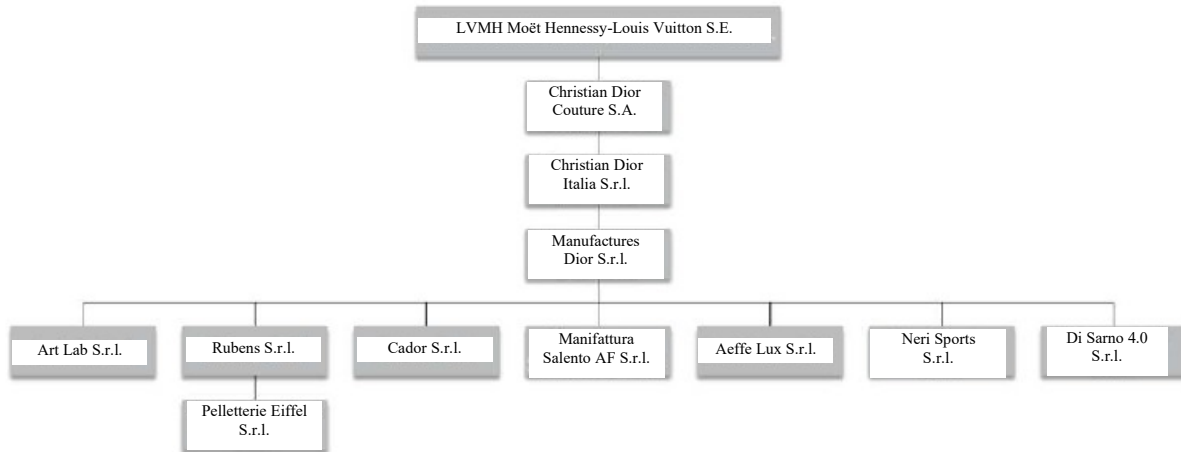 LVMH Moët Hennessy-Louis Vuitton S.E.
Christian Dior
Couture S.A.
Christian Dior
Italia S.r.l.
Manufactures
Dior S.r.l.
Art Lab S.r.l.
Rubens S.r.l.
Cador S.r.l.
Manifattura
Salento AF S.r.l.
Aeffe Lux S.r.l.
Neri Sports
S.r.l.
Di Sarno 4.0
S.r.l.
Pelletterie Eiffel
S.r.l.